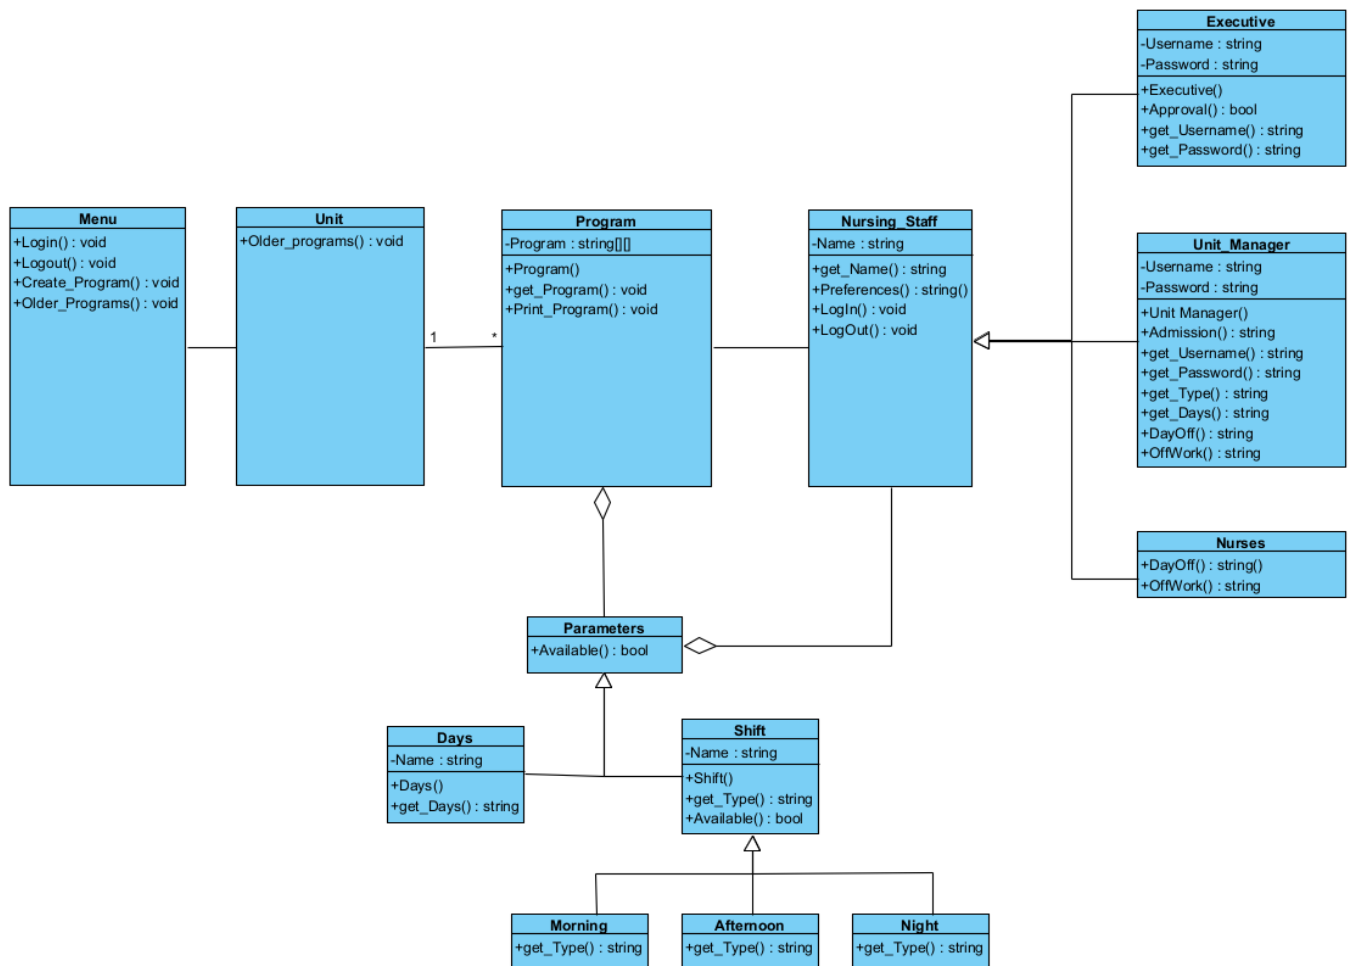 Executive
-Username : string
-Password : string
+Executive()
+Approval() : bool
+get_Username() : string
+get_Password() : string
Menu
+Login() : void
+Logout() : void
+Create_Program() : void
+Older_Programs() : void
Unit
+Older_programs() : void
1
*
Program
-Program : string[][]
+Program()
+get_Program() : void
+Print_Program() : void
Nursing_Staff
-Name : string
+get_Name() : string
+Preferences() : string()
+LogIn() : void
+LogOut() : void
Unit_Manager
-Username : string
-Password : string
+Unit Manager()
+Admission() : string
+get_Username() : string
+get_Password() : string
+get_Type() : string
+get_Days() : string
+DayOff() : string
+OffWork() : string
Nurses
+DayOff() : string()
+OffWork() : string
Parameters
+Available() : bool
Days
-Name : string
+Days()
+get_Days() : string
Shift
-Name : string
+Shift()
+get_Type() : string
+Available() : bool
Morning
+get_Type() : string
Afternoon
+get_Type() : string
Night
+get_Type() : string